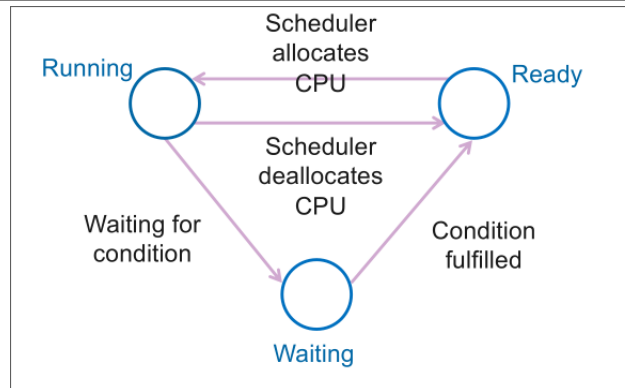 Scheduler
allocates
CPU
Running
Ready
Scheduler
deallocates
CPU
Waiting for
condition
Condition
fulfilled
Waiting